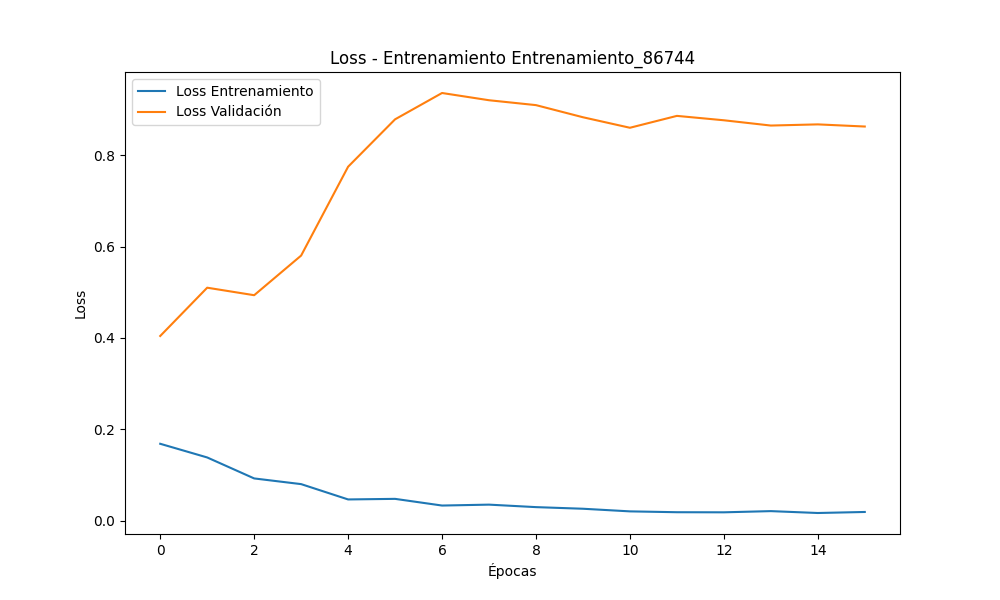 Loss - Entrenamiento Entrenamiento_86744
Loss Entrenamiento
Loss Validación
0.8
0.6
0.4
0.2
0.0
Loss
0 2 4 6 8 10 12 14
Épocas